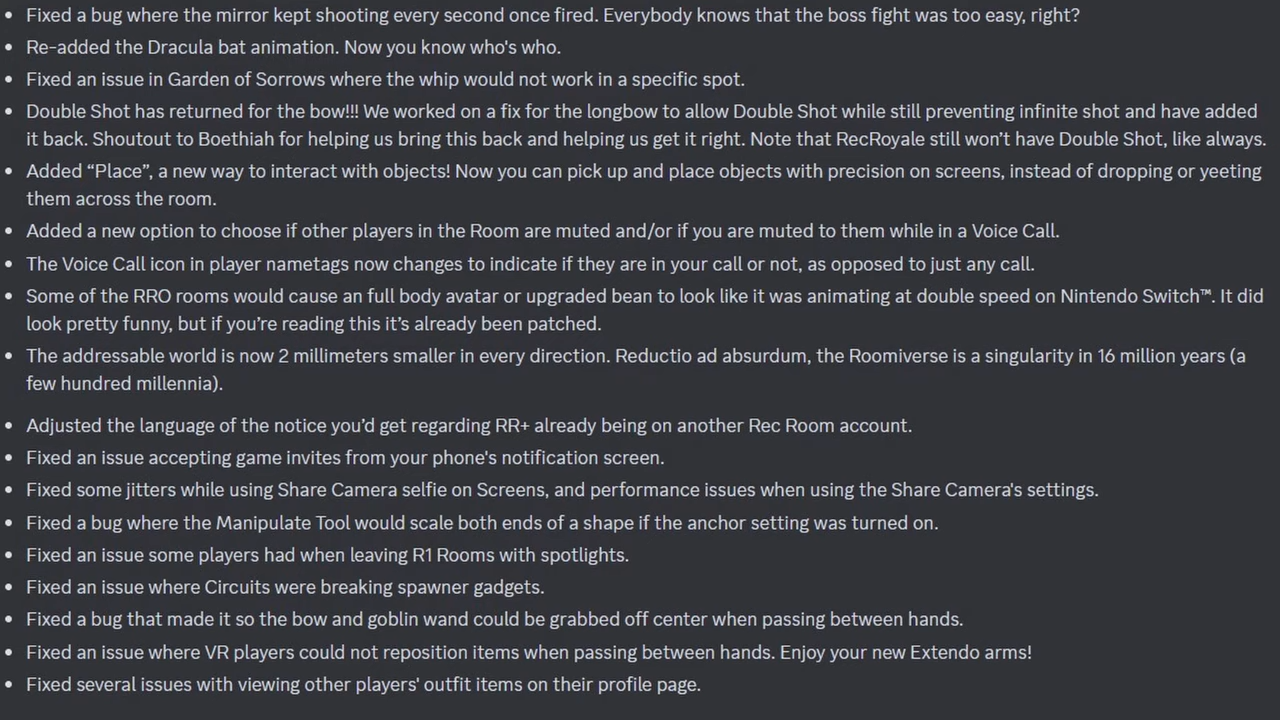 • Fixed a bug where the mirror kept shooting every second once fired. Everybody knows that the boss fight was too easy, right?
• Re-added the Dracula bat animation. Now you know who's who.
• Fixed an issue in Garden of Sorrows where the whip would not work in a specific spot.
• Double Shot has returned for the bow!!! We worked on a fix for the longbow to allow Double Shot while still preventing infinite shot and have added
it back. Shoutout to Boethiah for helping us bring this back and helping us get it right. Note that RecRoyale still won’t have Double Shot, like always.
• Added “Place”, a new way to interact with objects! Now you can pick up and place objects with precision on screens, instead of dropping or yeeting
them across the room.
• Added a new option to choose if other players in the Room are muted and/or if you are muted to them while in a Voice Call.
• The Voice Call icon in player nametags now changes to indicate if they are in your call or not, as opposed to just any call.
• Some of the RRO rooms would cause an full body avatar or upgraded bean to look like it was animating at double speed on Nintendo Switch™. It did
look pretty funny, but if you’re reading this it’s already been patched.
• The addressable world is now 2 millimeters smaller in every direction. Reductio ad absurdum, the Roomiverse is a singularity in 16 million years (a
few hundred millennia).
• Adjusted the language of the notice you’d get regarding RR+ already being on another Rec Room account.
• Fixed an issue accepting game invites from your phone's notification screen.
• Fixed some jitters while using Share Camera selfie on Screens, and performance issues when using the Share Camera's settings.
• Fixed a bug where the Manipulate Tool would scale both ends of a shape if the anchor setting was turned on.
• Fixed an issue some players had when leaving R1 Rooms with spotlights.
• Fixed an issue where Circuits were breaking spawner gadgets.
• Fixed a bug that made it so the bow and goblin wand could be grabbed off center when passing between hands.
• Fixed an issue where VR players could not reposition items when passing between hands. Enjoy your new Extendo arms!
• Fixed several issues with viewing other players' outfit items on their profile page.